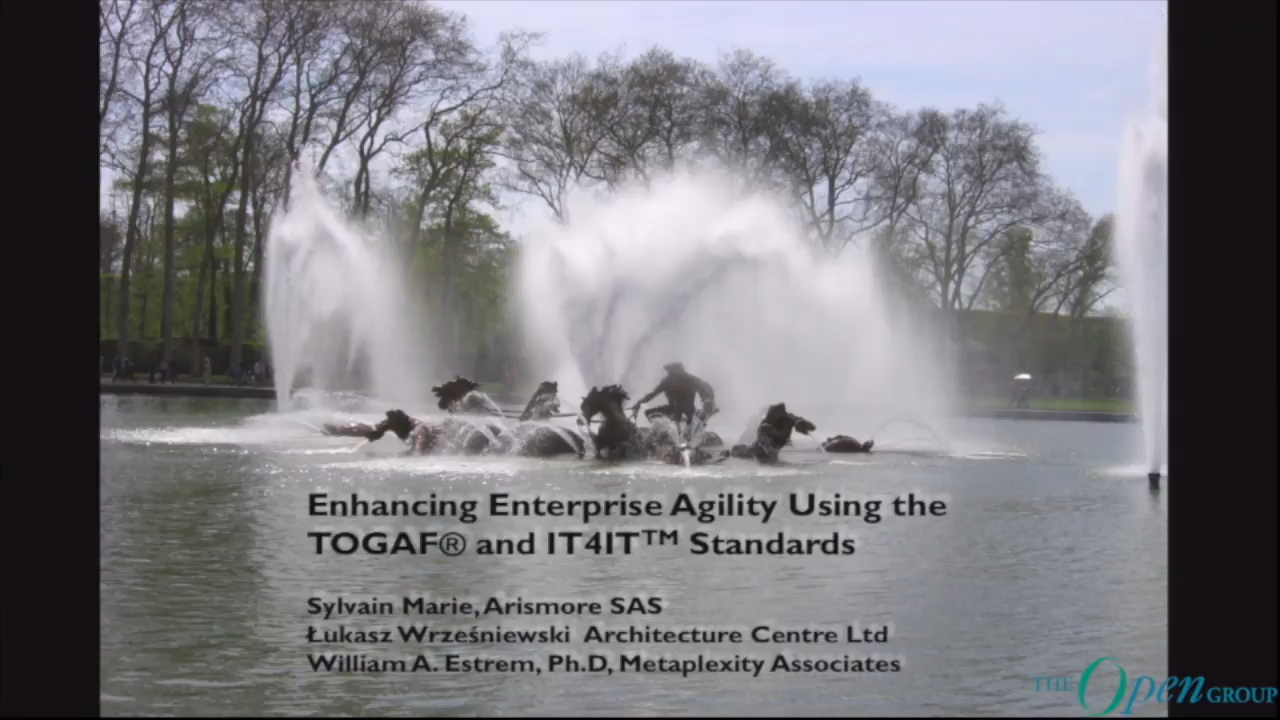 Enhancing Enterprise Agility Using the
TOGAF® and IT4IT™ Standards
Sylvain Marie, Arismore SAS
Łukasz Wrześniewski Architecture Centre Ltd
William A. Estrem, Ph.D, Metaplexity Associates
THE Open GROUP